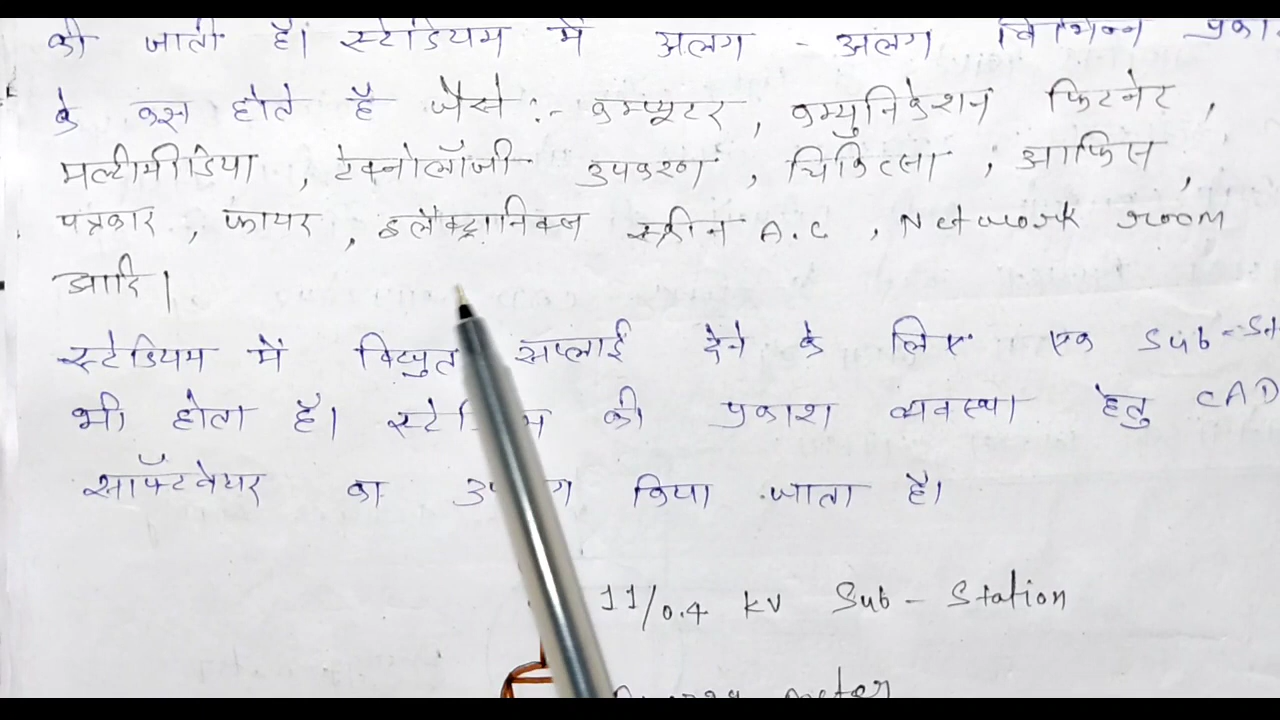 की जाती है। स्टेडियम में अलग - अलग विभिन्न
के कक्ष होते है जैसे:- कम्प्यूटर, कम्युनिकेशन फिटनेट,
मल्टीमीडिया, टेक्नोलॉजी उपकरण, चिकित्सा, आफिस,
पत्रकार, फायर, इलैक्ट्रानिक्ज स्क्रीन A.C, Network room
आदि।
स्टेडियम में विद्युत सप्लाई देने के लिए एक
भी होता है। की प्रकाश व्यवस्था हेतु CAD
सॉफ्टवेयर का किया जाता है।
11/0.4 KV Sub-Station
meter